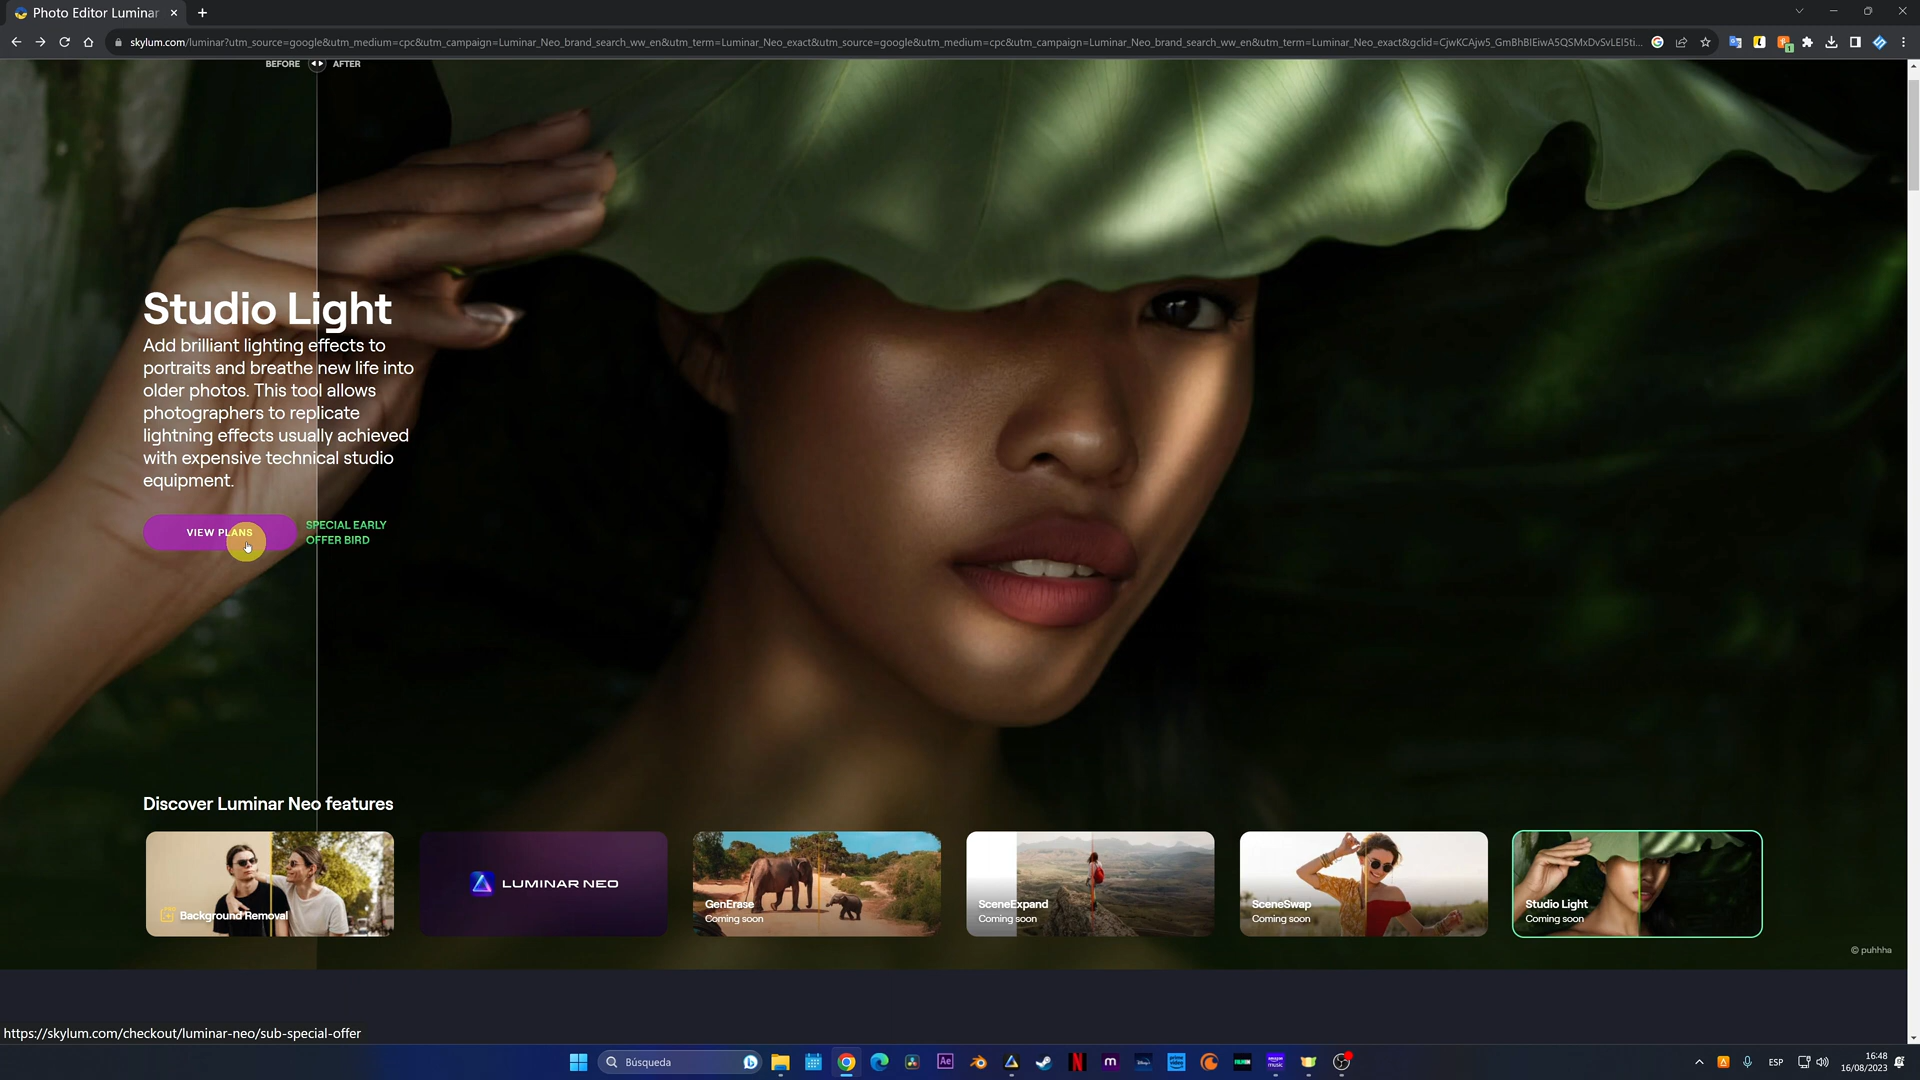 Photo Editor Luminar
skylum.com/luminar?utm_source=google&utm_medium=cpc&utm_campaign=Luminar_Neo_brand_search_ww_en&utm_term=Luminar_Neo_exact&utm_source=google&utm_medium=cpc&utm_campaign=Luminar_Neo_brand_search_ww_en&utm_term=Luminar_Neo_exact&gclid=CjwKCAjw5_GmBhBIEiwA5QSMxDvSvLEI5ti...
BEFORE AFTER
Studio Light
Add brilliant lighting effects to
portraits and breathe new life into
older photos. This tool allows
photographers to replicate
lightning effects usually achieved
with expensive technical studio
equipment.
VIEW PLANS
SPECIAL EARLY
OFFER BIRD
Discover Luminar Neo features
Background Removal
LUMINAR NEO
GenErase
Coming soon
SceneExpand
Coming soon
SceneSwap
Coming soon
Studio Light
Coming soon
© puhhha
https://skylum.com/checkout/luminar-neo/sub-special-offer
Búsqueda
Ae
ESP
16:48
16/08/2023